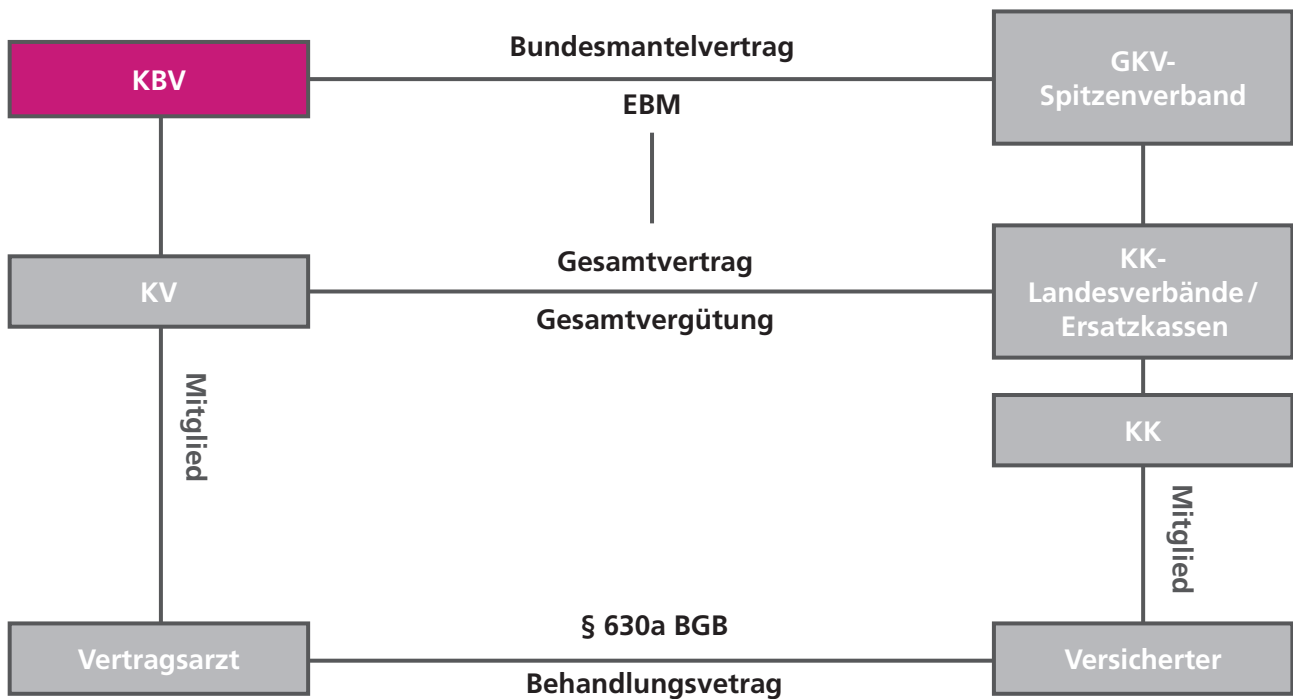 KBV
Bundesmantelvertrag
EBM
GKV-
Spitzenverband
KV
Gesamtvertrag
Gesamtvergütung
KK-
Landesverbände / 
Ersatzkassen
Mitglied
KK
Mitglied
Vertragsarzt
§ 630a BGB
Behandlungsvetrag
Versicherter